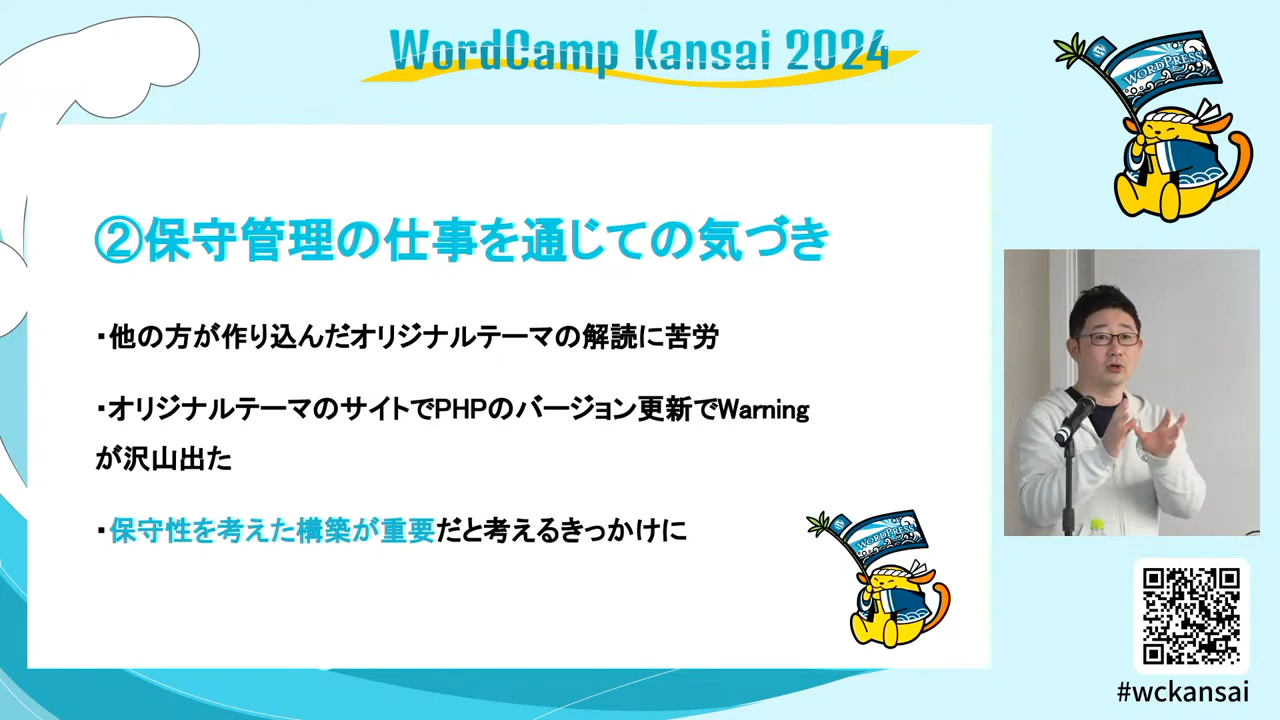 WordCamp Kansai 2024
WORDPRESS
②保守管理の仕事を通じての気づき
・他の方が作り込んだオリジナルテーマの解読に苦労
・オリジナルテーマのサイトでPHPのバージョン更新でWarning
が沢山出た
・保守性を考えた構築が重要だと考えるきっかけに
WORDPRESS
#wckansai